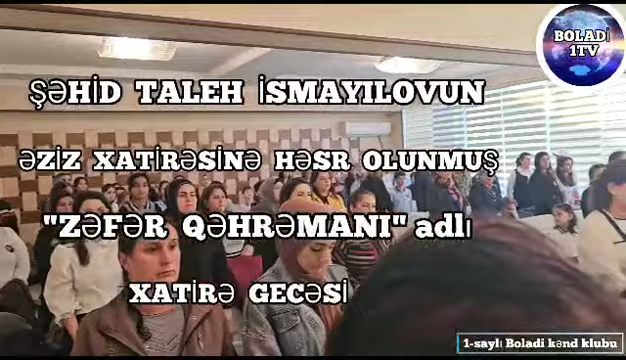 BOLADİ
1TV
ŞƏHİD TALEH İSMAYILOVUN
ƏZİZ XATİRƏSİNƏ HƏSR OLUNMUŞ
"ZƏFƏR QƏHRƏMANI" adlı
XATİRƏ GECƏSİ
1-saylı Boladi kənd klubu